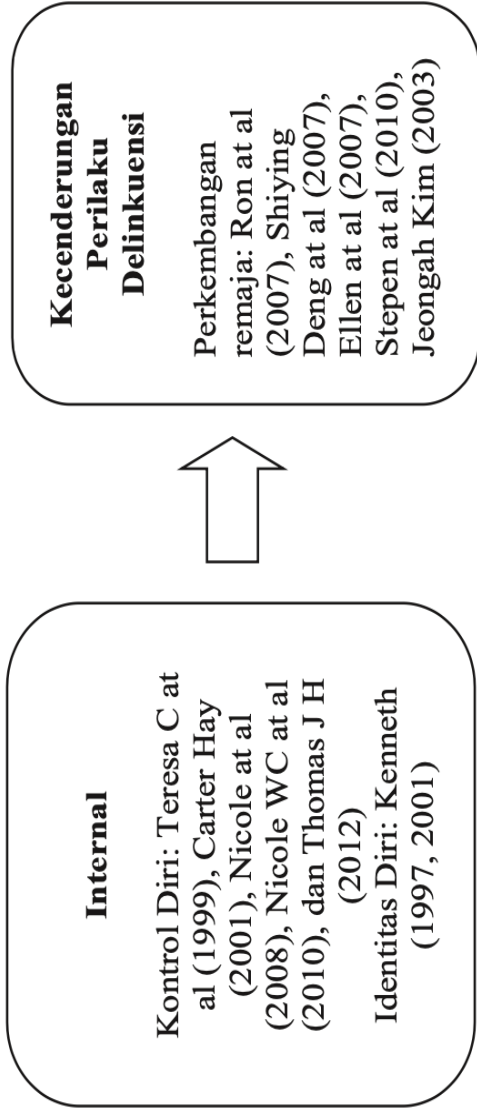 Internal
Kontrol Diri: Teresa C at
al (1999), Carter Hay
(2001), Nicole at al
(2008), Nicole WC at al
(2010), dan Thomas J H
(2012)
Identitas Diri: Kenneth
(1997, 2001)
Kecenderungan
Perilaku
Delinkuensi
Perkembangan
remaja: Ron at al
(2007), Shiying
Deng at al (2007),
Ellen at al (2007),
Stepen at al (2010),
Jeongah Kim (2003)